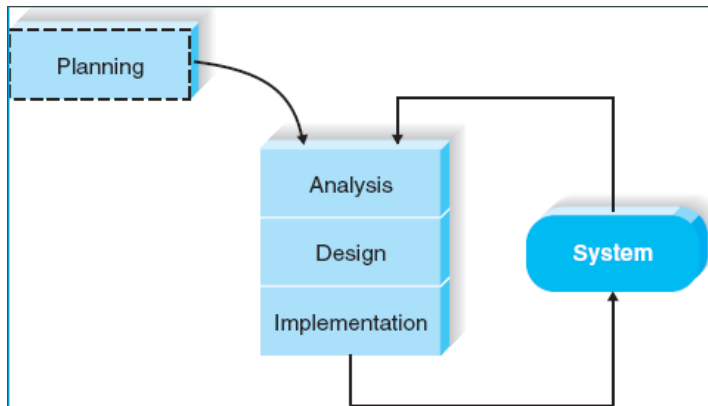 Planning
Analysis
Design
System
Implementation